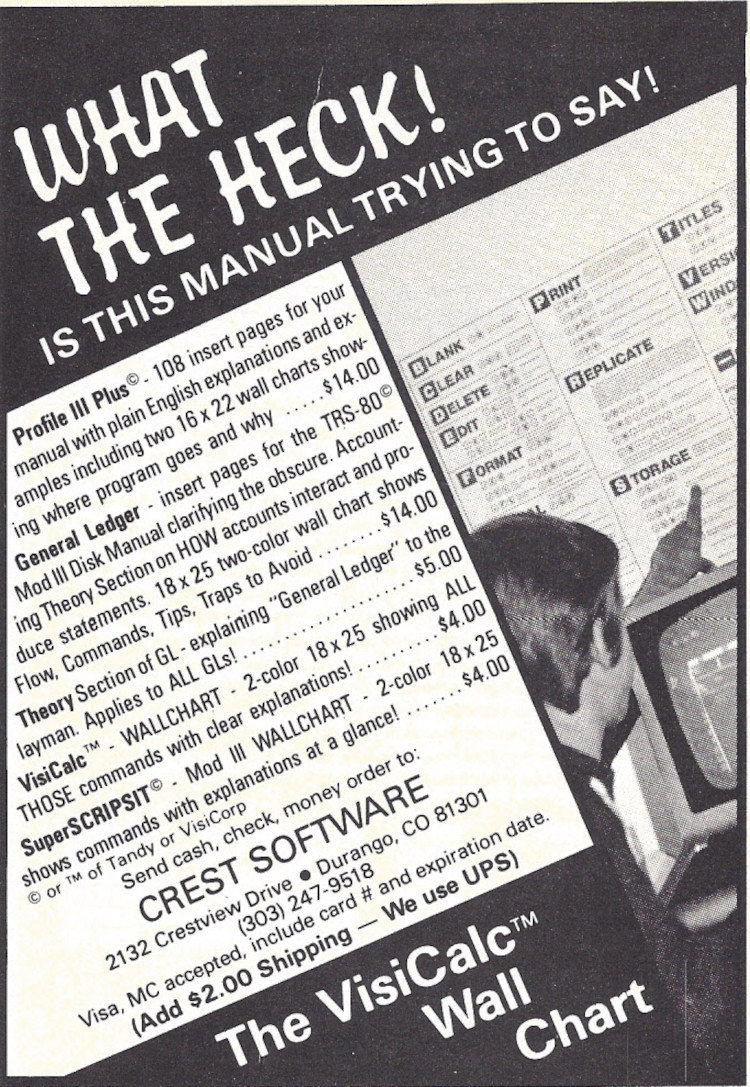 WHAT
THE HECK!
IS THIS MANUAL TRYING TO SAY!
Profile III Plus© - 108 insert pages for your
manual with plain English explanations and ex-
amples including two 16 x 22 wall charts show-
ing where program goes and why ..... $14.00
General Ledger - insert pages for the TRS-80©
Mod III Disk Manual clarifying the obscure. Account-
ing Theory Section on HOW accounts interact and pro-
duce statements. 18 x 25 two-color wall chart shows
Flow, Commands, Tips, Traps to Avoid ........ $14.00
Theory Section of GL - explaining "General Ledger" to the
layman. Applies to ALL GLs! .................... $5.00
VisiCalc™ - WALLCHART - 2-color 18 x 25 showing ALL
THOSE commands with clear explanations! ......... $4.00
SuperSCRIPSIT© - Mod III WALLCHART - 2-color 18 x 25
shows commands with explanations at a glance! ....... $4.00
© or ™ of Tandy or VisiCorp
Send cash, check, money order to:
CREST SOFTWARE
2132 Crestview Drive ● Durango, CO 81301
(303) 247-9518
Visa, MC accepted, include card # and expiration date.
(Add $2.00 Shipping — We use UPS)
The VisiCalc™
Wall
Chart
BLANK
CLEAR
DELETE
EDIT
FORMAT
PRINT
REPLICATE
STORAGE
TITLES